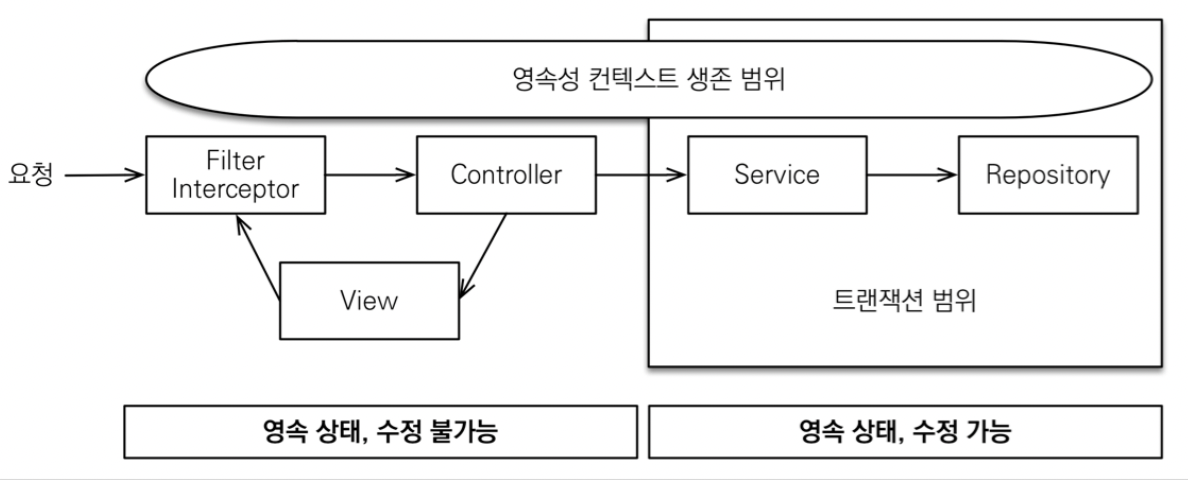 영속성 컨텍스트 생존 범위
요청
Filter
Interceptor
Controller
Service
Repository
View
트랜잭션 범위
영속 상태, 수정 불가능
영속 상태, 수정 가능